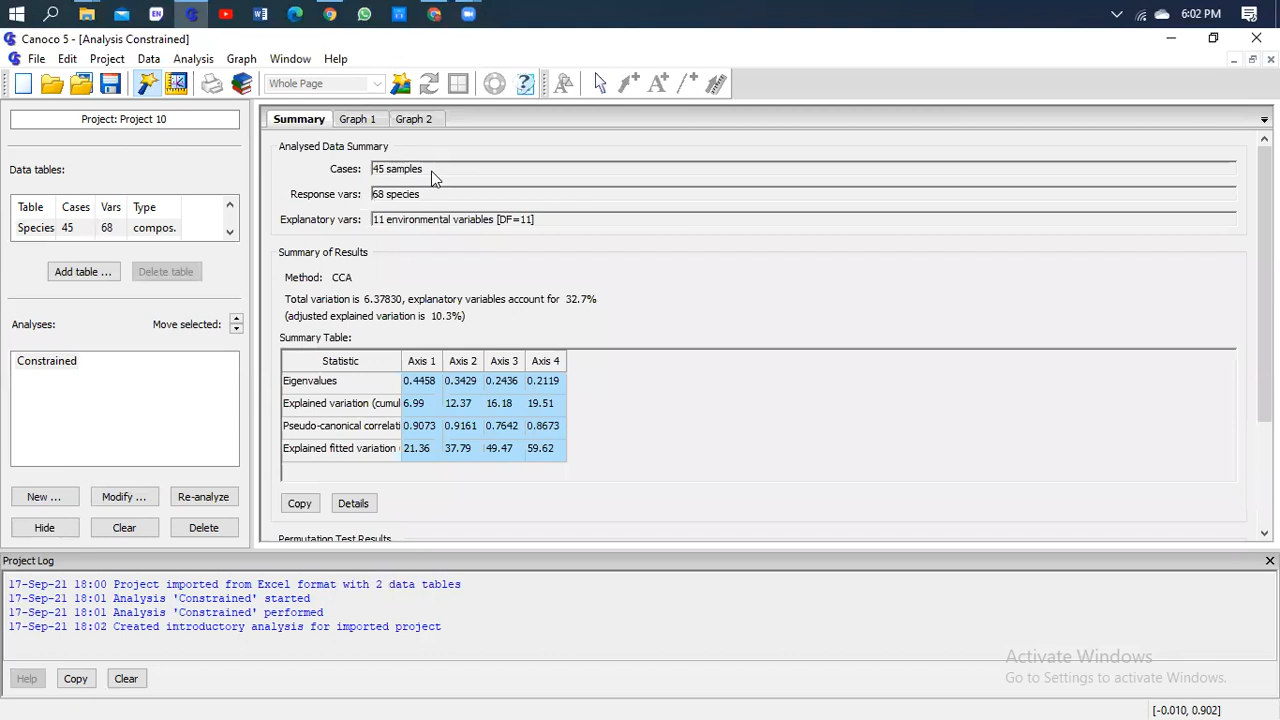 EN
6:02 PM
Canoco 5 - [Analysis Constrained]
File Edit Project Data Analysis Graph Window Help
Whole Page
Project: Project 10
Data tables:
Table Cases Vars Type
Species 45 68 compos.
Add table ... Delete table
Analyses: Move selected:
Constrained
New ... Modify ... Re-analyze
Hide Clear Delete
Summary Graph 1 Graph 2
Analysed Data Summary
Cases: 45 samples
Response vars: 68 species
Explanatory vars: 11 environmental variables [DF=11]
Summary of Results
Method: CCA
Total variation is 6.37830, explanatory variables account for 32.7%
(adjusted explained variation is 10.3%)
Summary Table:
Statistic Axis 1 Axis 2 Axis 3 Axis 4
Eigenvalues 0.4458 0.3429 0.2436 0.2119
Explained variation (cumul 6.99 12.37 16.18 19.51
Pseudo-canonical correlati 0.9073 0.9161 0.7642 0.8673
Explained fitted variation 21.36 37.79 49.47 59.62
Copy Details
Permutation Test Results
Project Log
17-Sep-21 18:00 Project imported from Excel format with 2 data tables
17-Sep-21 18:01 Analysis 'Constrained' started
17-Sep-21 18:01 Analysis 'Constrained' performed
17-Sep-21 18:02 Created introductory analysis for imported project
Help Copy Clear
Activate Windows
Go to Settings to activate Windows.
[-0.010, 0.902]